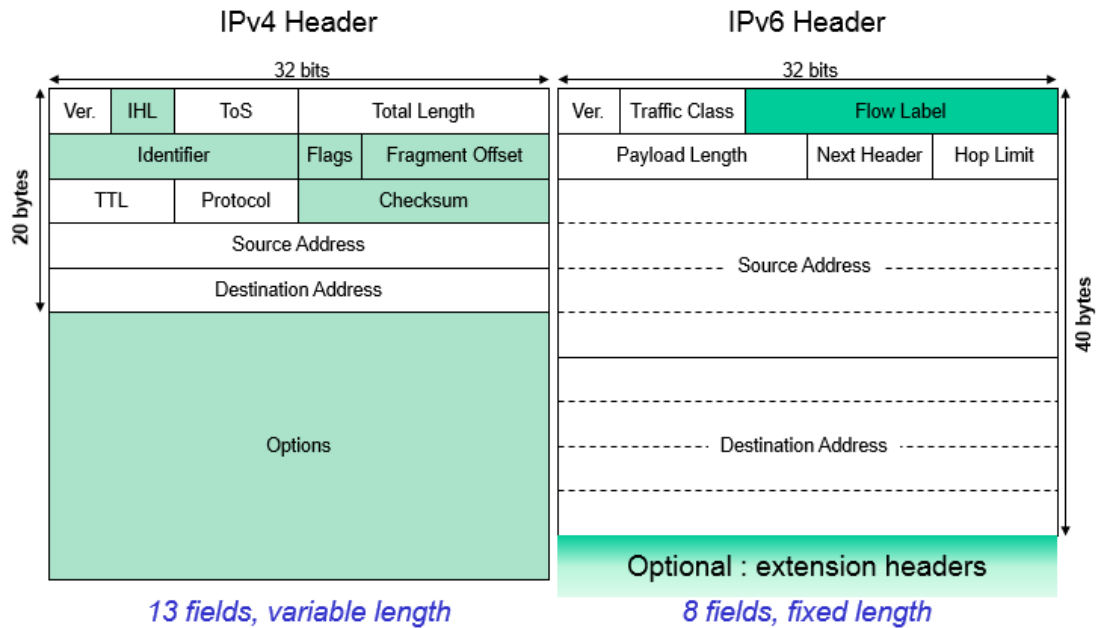 IPv4 Header
32 bits
20 bytes
Ver. IHL ToS Total Length
Identifier Flags Fragment Offset
TTL Protocol Checksum
Source Address
Destination Address
Options
13 fields, variable length
IPv6 Header
32 bits
Ver. Traffic Class Flow Label
Payload Length Next Header Hop Limit
Source Address
Destination Address
40 bytes
Optional : extension headers
8 fields, fixed length